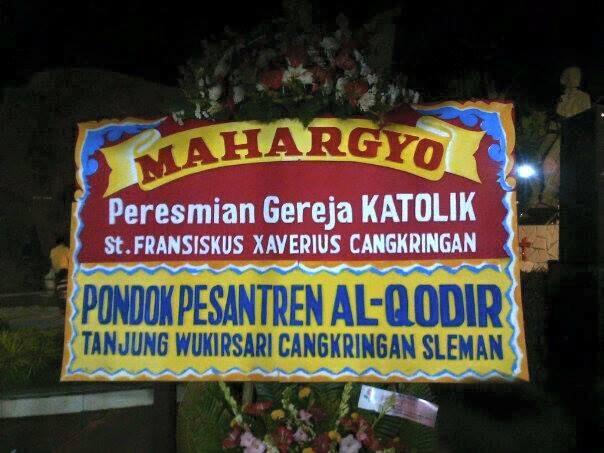 MAHARGYO
Peresmian Gereja KATOLIK
St. FRANSISKUS XAVERIUS CANGKRINGAN
PONDOK PESANTREN AL-QODIR
TANJUNG WUKIRSARI CANGKRINGAN SLEMAN